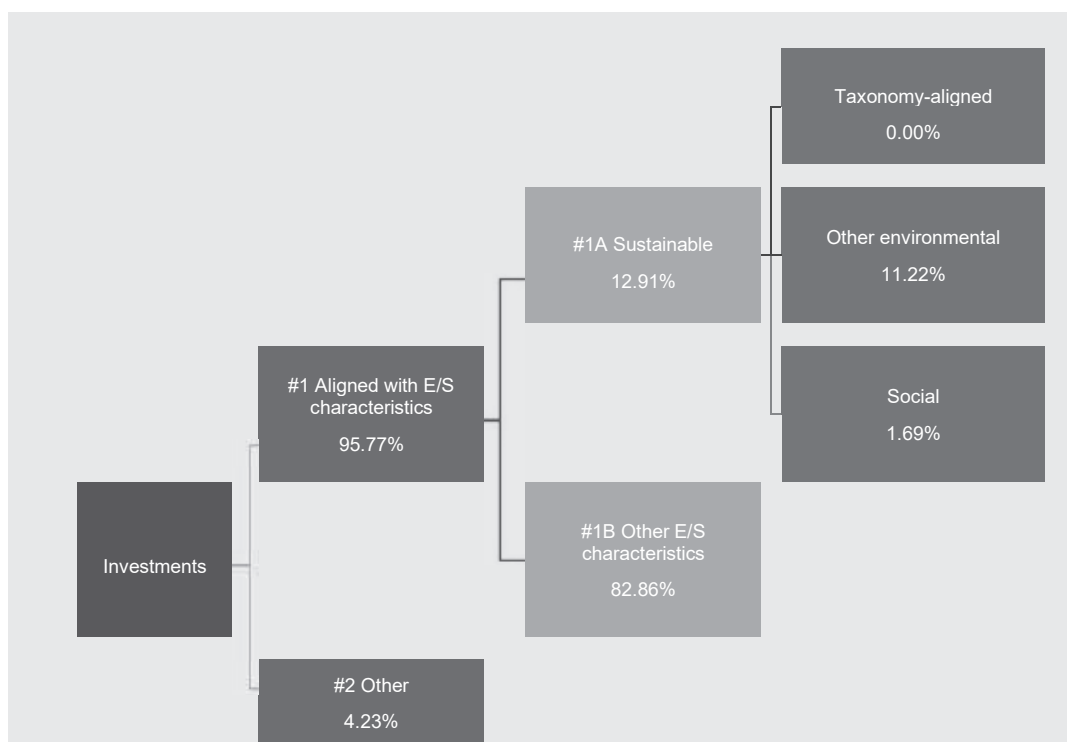 Taxonomy-aligned
0.00%
#1A Sustainable
12.91%
Other environmental
11.22%
#1 Aligned with E/S
characteristics
95.77%
Social
1.69%
Investments
#1B Other E/S
characteristics
82.86%
#2 Other
4.23%